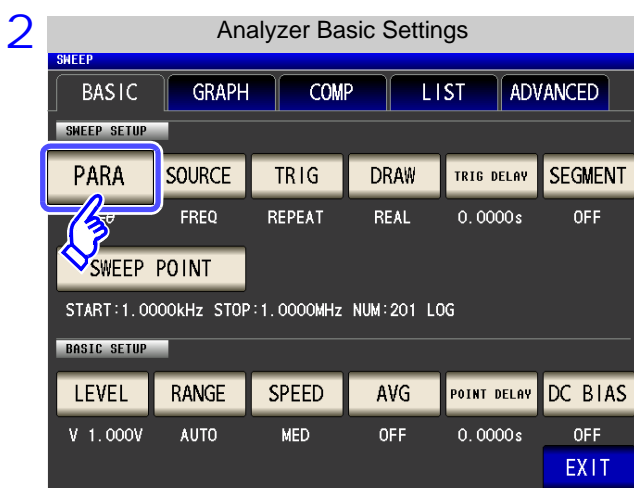 2
Analyzer Basic Settings
SWEEP
BASIC GRAPH COMP LIST ADVANCED
SWEEP SETUP
PARA SOURCE TRIG DRAW TRIG DELAY SEGMENT
FREQ REPEAT REAL 0.0000s OFF
SWEEP POINT
START:1.0000kHz STOP:1.0000MHz NUM:201 LOG
BASIC SETUP
LEVEL RANGE SPEED AVG POINT DELAY DC BIAS
V 1.000V AUTO MED OFF 0.0000s OFF
EXIT